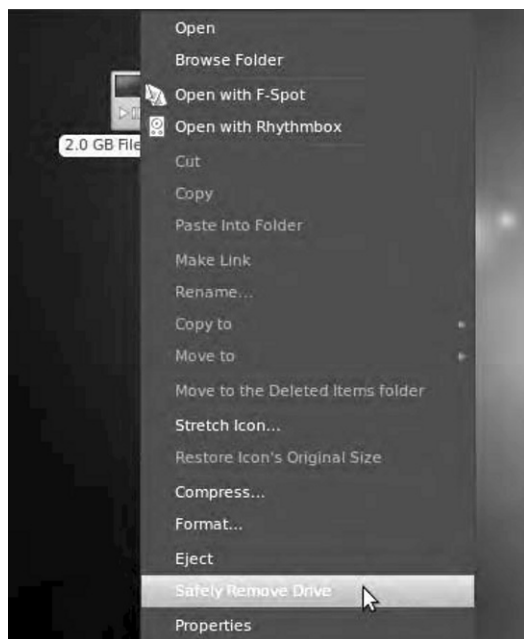 Open
Browse Folder
Open with F-Spot
Open with Rhythmbox
2.0 GB File
Cut
Copy
Paste Into Folder
Make Link
Rename...
Copy to
Move to
Move to the Deleted Items folder
Stretch Icon...
Restore Icon's Original Size
Compress...
Format...
Eject
Safely Remove Drive
Properties